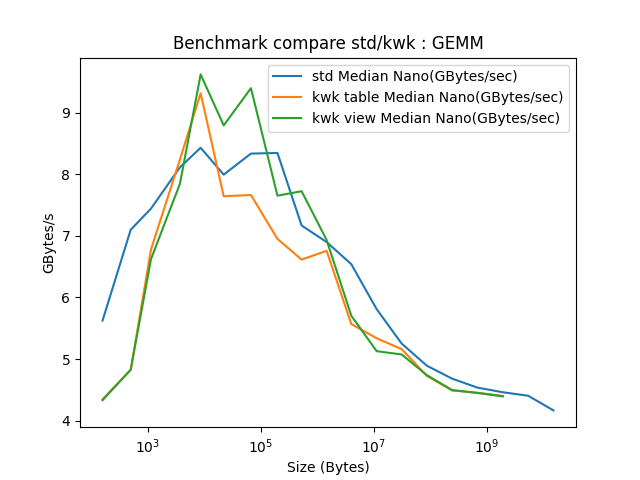 Benchmark compare std/kwk : GEMM
std Median Nano(GBytes/sec)
kwk table Median Nano(GBytes/sec)
kwk view Median Nano(GBytes/sec)
GBytes/s
9
8
7
6
5
4
10³ 10⁵ 10⁷ 10⁹
Size (Bytes)